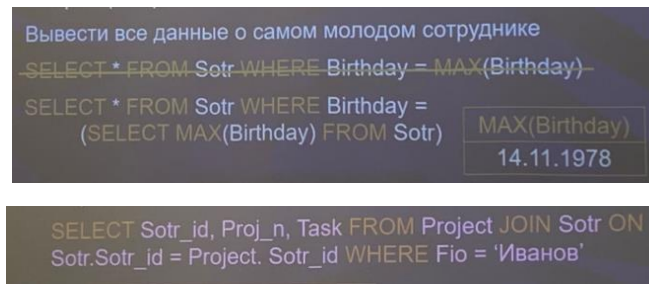 Вывести все данные о самом молодом сотруднике
SELECT * FROM Sotr WHERE Birthday = MAX(Birthday)
SELECT * FROM Sotr WHERE Birthday =
(SELECT MAX(Birthday) FROM Sotr)
MAX(Birthday)
14.11.1978
SELECT Sotr_id, Proj_n, Task FROM Project JOIN Sotr ON
Sotr.Sotr_id = Project. Sotr_id WHERE Fio = ‘Иванов’